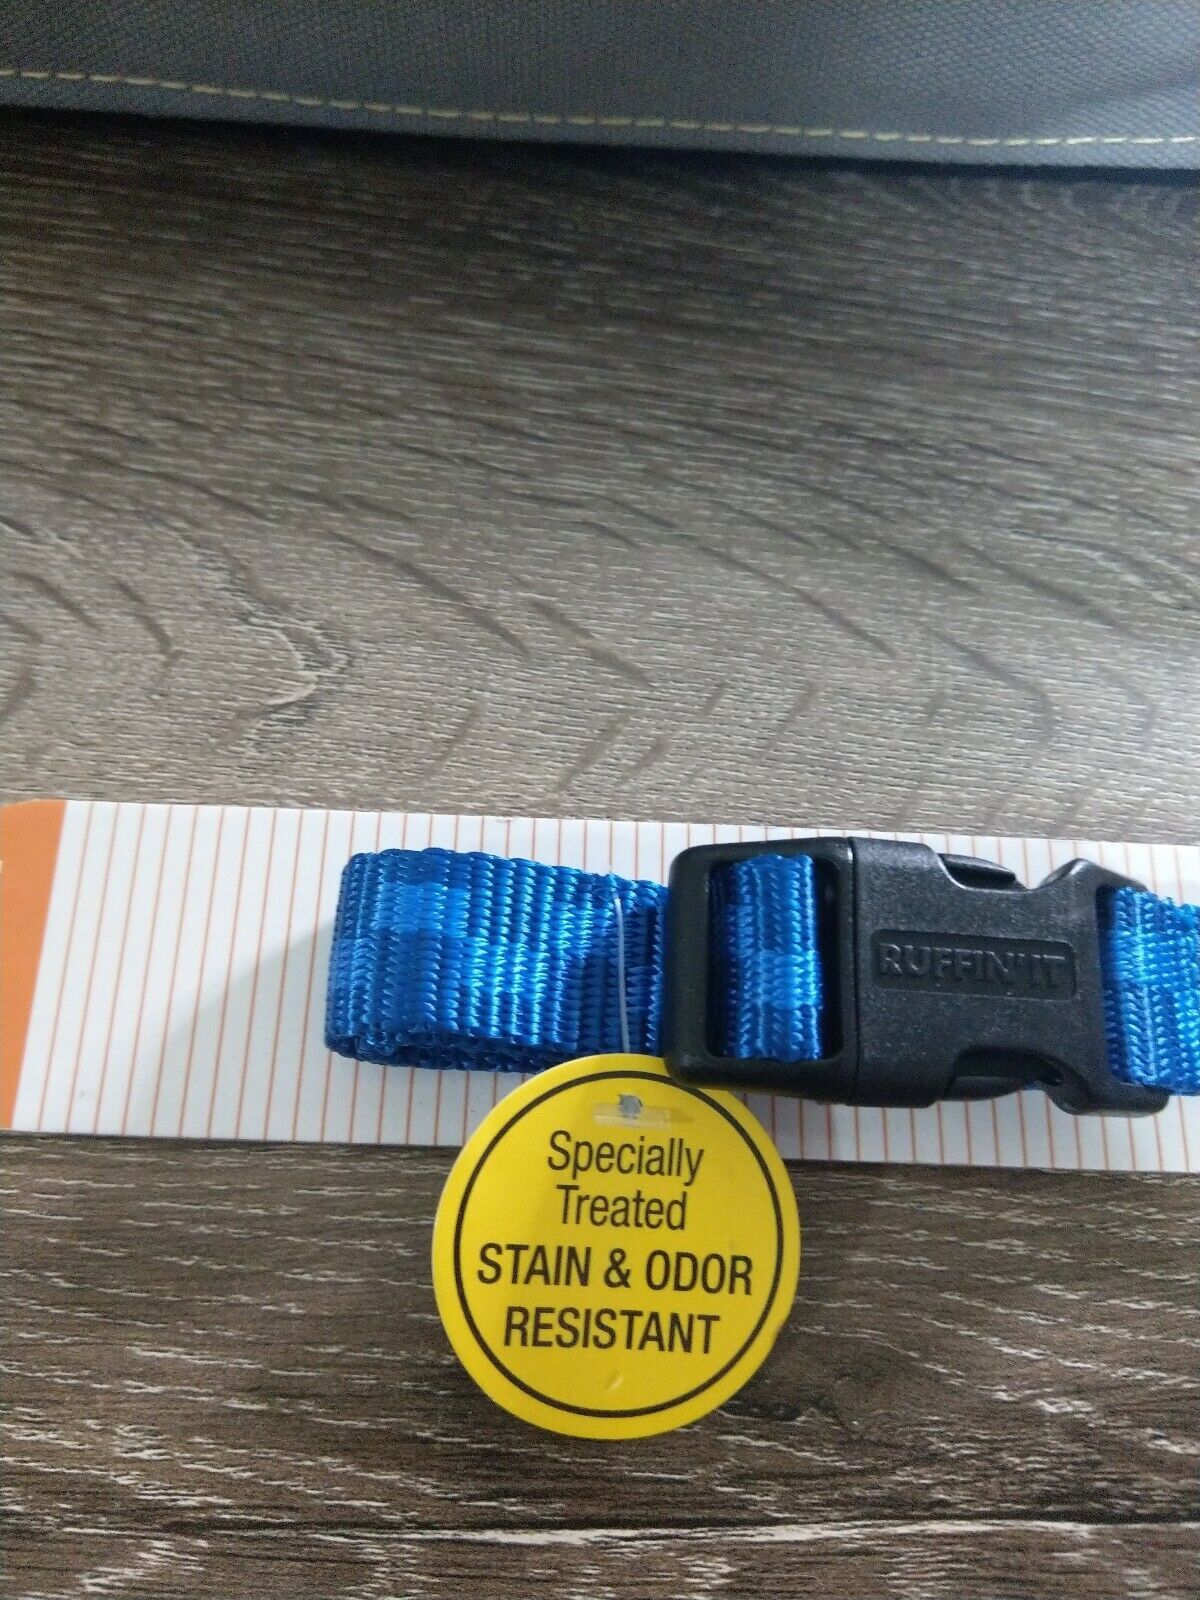 RUFFIN' IT
Specially
Treated
STAIN & ODOR
RESISTANT